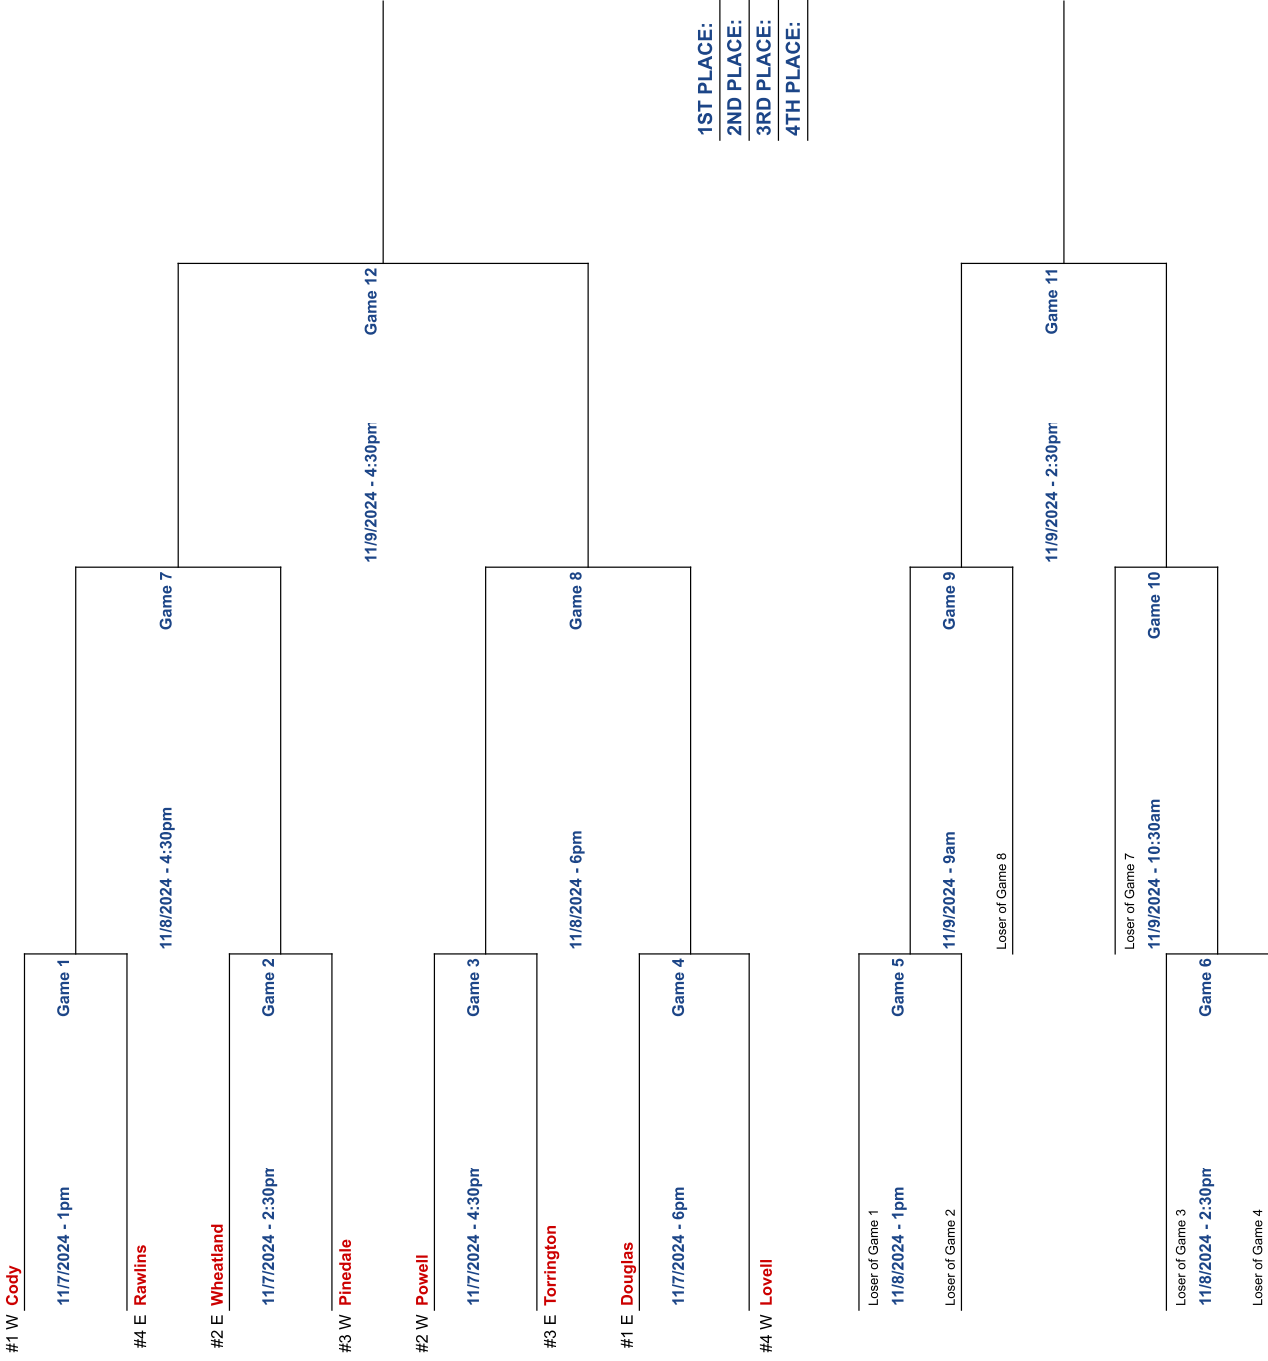 #1 W Cody
11/7/2024 - 1pm
Game 1
#4 E Rawlins
11/8/2024 - 4:30pm
Game 7
#2 E Wheatland
11/7/2024 - 2:30pm
Game 2
#3 W Pinedale
11/9/2024 - 4:30pm
Game 12
#2 W Powell
11/7/2024 - 4:30pm
Game 3
#3 E Torrington
11/8/2024 - 6pm
Game 8
#1 E Douglas
11/7/2024 - 6pm
Game 4
#4 W Lovell
1ST PLACE:
2ND PLACE:
3RD PLACE:
4TH PLACE:
Loser of Game 1
11/8/2024 - 1pm
Game 5
Loser of Game 2
11/9/2024 - 9am
Game 9
Loser of Game 8
11/9/2024 - 2:30pm
Game 11
Loser of Game 7
11/9/2024 - 10:30am
Game 10
Loser of Game 3
11/8/2024 - 2:30pm
Game 6
Loser of Game 4